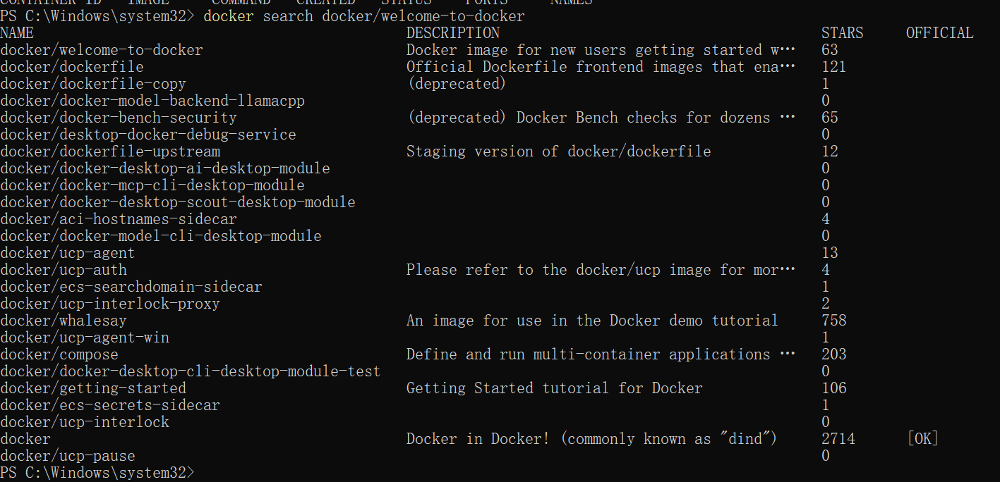 CONTAINER ID IMAGE COMMAND CREATED STATUS PORTS NAMES
PS C:\Windows\system32> docker search docker/welcome-to-docker
NAME DESCRIPTION STARS OFFICIAL
docker/welcome-to-docker Docker image for new users getting started w… 63
docker/dockerfile Official Dockerfile frontend images that ena… 121
docker/dockerfile-copy (deprecated) 1
docker/docker-model-backend-llamacpp 0
docker/docker-bench-security (deprecated) Docker Bench checks for dozens … 65
docker/desktop-docker-debug-service 0
docker/dockerfile-upstream Staging version of docker/dockerfile 12
docker/docker-desktop-ai-desktop-module 0
docker/docker-mcp-cli-desktop-module 0
docker/docker-desktop-scout-desktop-module 0
docker/aci-hostnames-sidecar 4
docker/docker-model-cli-desktop-module 0
docker/ucp-agent 13
docker/ucp-auth Please refer to the docker/ucp image for mor… 4
docker/ecs-searchdomain-sidecar 1
docker/ucp-interlock-proxy 2
docker/whalesay An image for use in the Docker demo tutorial 758
docker/ucp-agent-win 1
docker/compose Define and run multi-container applications … 203
docker/docker-desktop-cli-desktop-module-test 0
docker/getting-started Getting Started tutorial for Docker 106
docker/ecs-secrets-sidecar 1
docker/ucp-interlock 0
docker Docker in Docker! (commonly known as "dind") 2714 [OK]
docker/ucp-pause 0
PS C:\Windows\system32>